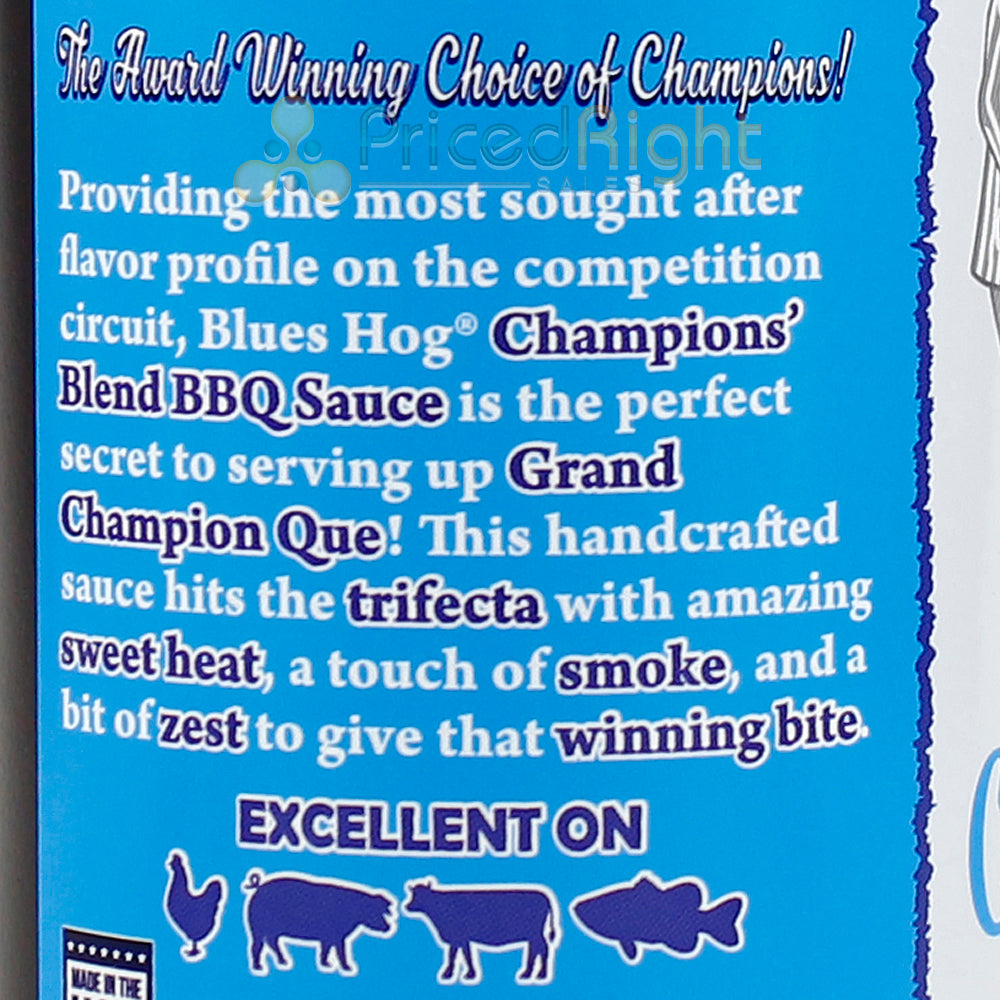 The Award Winning Choice of Champions!
PricedRight
SALES
Providing the most sought after
flavor profile on the competition
circuit, Blues Hog® Champions'
Blend BBQ Sauce is the perfect
secret to serving up Grand
Champion Que! This handcrafted
sauce hits the trifecta with amazing
sweet heat, a touch of smoke, and a
bit of zest to give that winning bite.
EXCELLENT ON
MADE IN THE